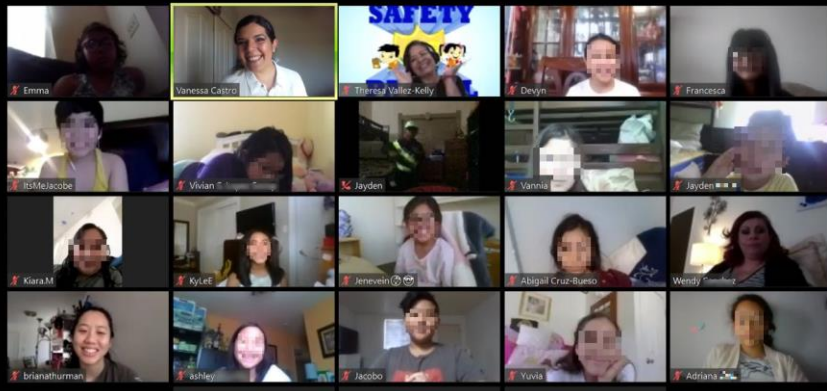 SAFETY
Emma
Vanessa Castro
Theresa Vallez-Kelly
Devyn
Francesca
ItsMeJacobe
Vivian
Jayden
Vannia
Jayden
Kiara.M
KyLeE
Jenevein
Abigail Cruz-Bueso
Wendy
brianathurman
ashley
Jacobo
Yuvia
Adriana